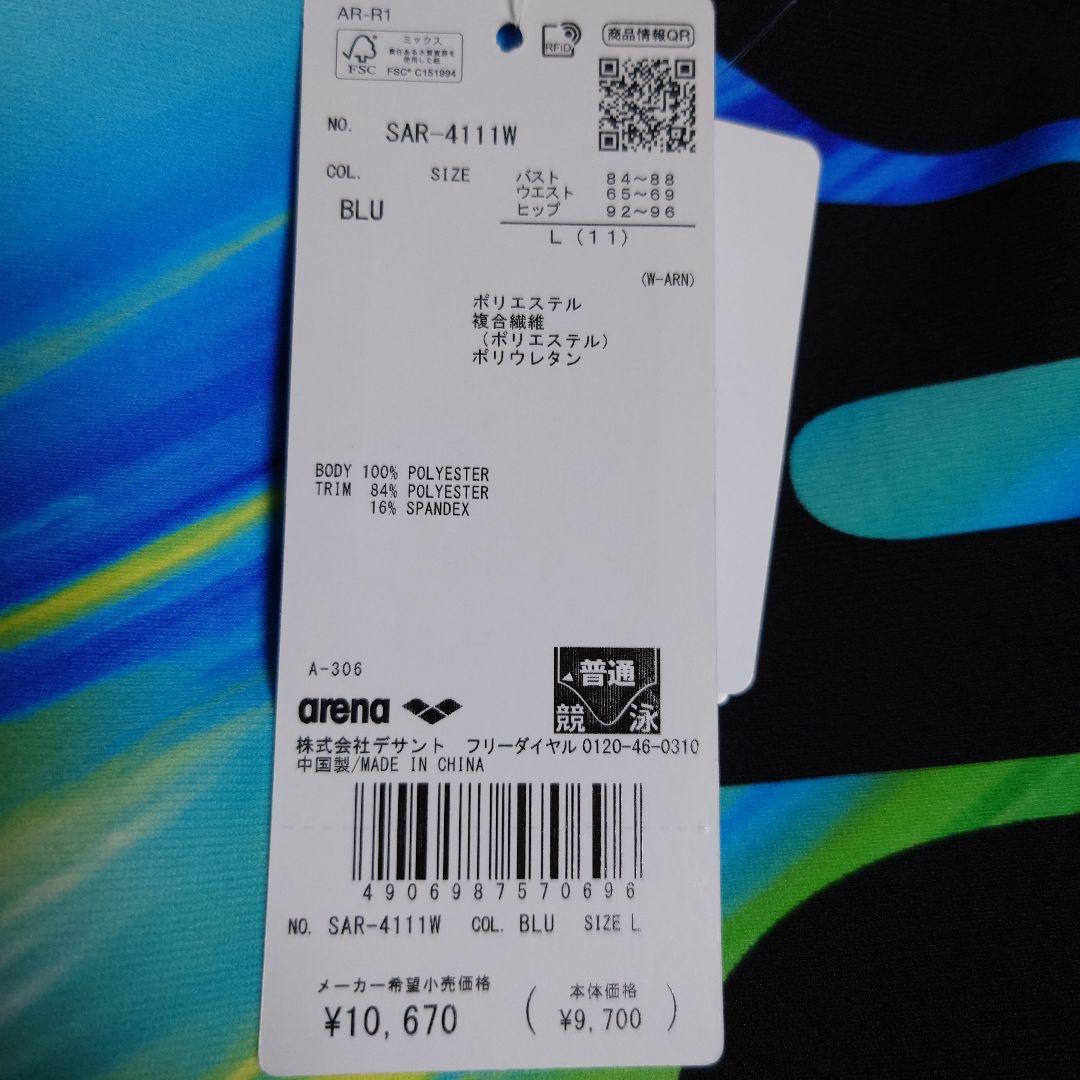 AR-R1
FSC
ミックス
責任ある木質資源を
使用した紙
FSC® C151994
RFID
商品情報QR
NO. SAR-4111W
COL. SIZE
BLU
バスト 84～88
ウエスト 65～69
ヒップ 92～96
L (11)
(W-ARN)
ポリエステル
複合繊維
(ポリエステル)
ポリウレタン
BODY 100% POLYESTER
TRIM 84% POLYESTER
16% SPANDEX
A-306
普通
競 泳
arena
株式会社デサント フリーダイヤル 0120-46-0310
中国製/MADE IN CHINA
4906987570696
NO. SAR-4111W COL. BLU SIZE L
メーカー希望小売価格
¥10,670
(本体価格
¥9,700)